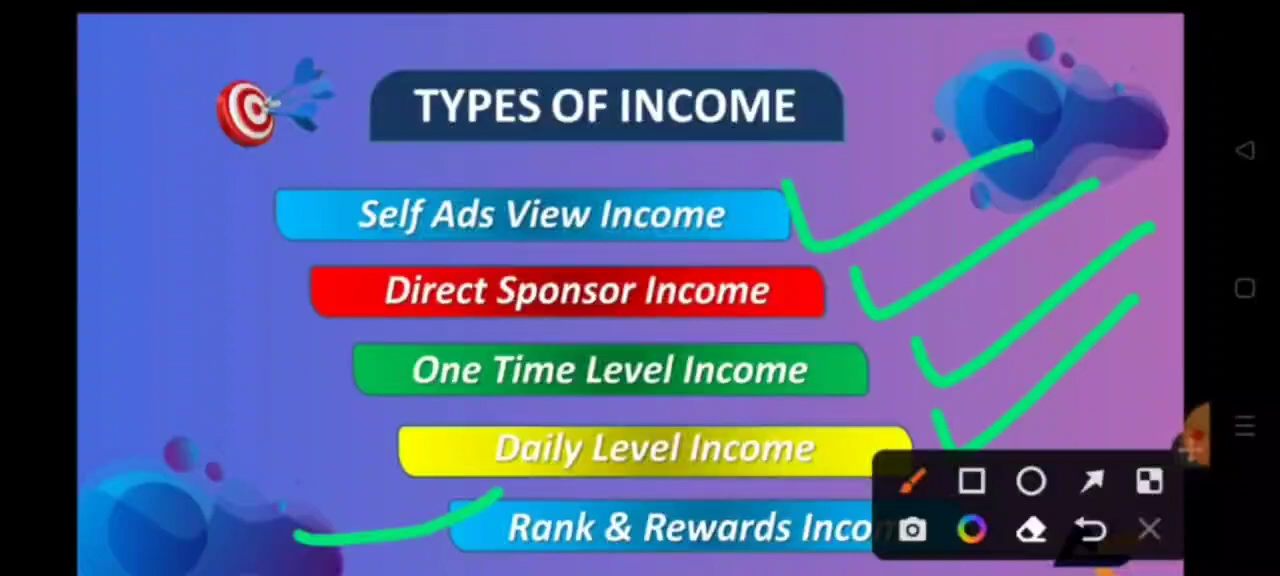 TYPES OF INCOME
Self Ads View Income
Direct Sponsor Income
One Time Level Income
Daily Level Income
Rank & Rewards Incom